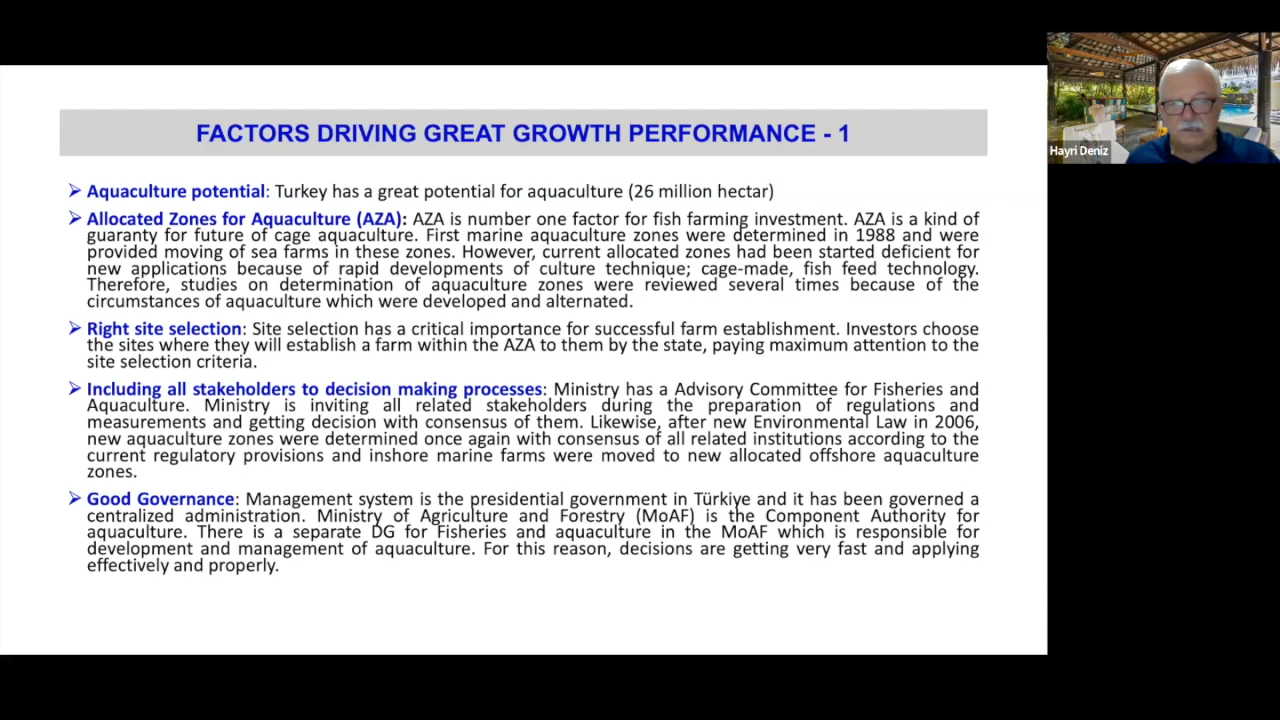 FACTORS DRIVING GREAT GROWTH PERFORMANCE - 1
Hayri Deniz
➢ Aquaculture potential: Turkey has a great potential for aquaculture (26 million hectar)
➢ Allocated Zones for Aquaculture (AZA): AZA is number one factor for fish farming investment. AZA is a kind of
guaranty for future of cage aquaculture. First marine aquaculture zones were determined in 1988 and were
provided moving of sea farms in these zones. However, current allocated zones had been started deficient for
new applications because of rapid developments of culture technique; cage-made, fish feed technology.
Therefore, studies on determination of aquaculture zones were reviewed several times because of the
circumstances of aquaculture which were developed and alternated.
➢ Right site selection: Site selection has a critical importance for successful farm establishment. Investors choose
the sites where they will establish a farm within the AZA to them by the state, paying maximum attention to the
site selection criteria.
➢ Including all stakeholders to decision making processes: Ministry has a Advisory Committee for Fisheries and
Aquaculture. Ministry is inviting all related stakeholders during the preparation of regulations and
measurements and getting decision with consensus of them. Likewise, after new Environmental Law in 2006,
new aquaculture zones were determined once again with consensus of all related institutions according to the
current regulatory provisions and inshore marine farms were moved to new allocated offshore aquaculture
zones.
➢ Good Governance: Management system is the presidential government in Türkiye and it has been governed a
centralized administration. Ministry of Agriculture and Forestry (MoAF) is the Component Authority for
aquaculture. There is a separate DG for Fisheries and aquaculture in the MoAF which is responsible for
development and management of aquaculture. For this reason, decisions are getting very fast and applying
effectively and properly.